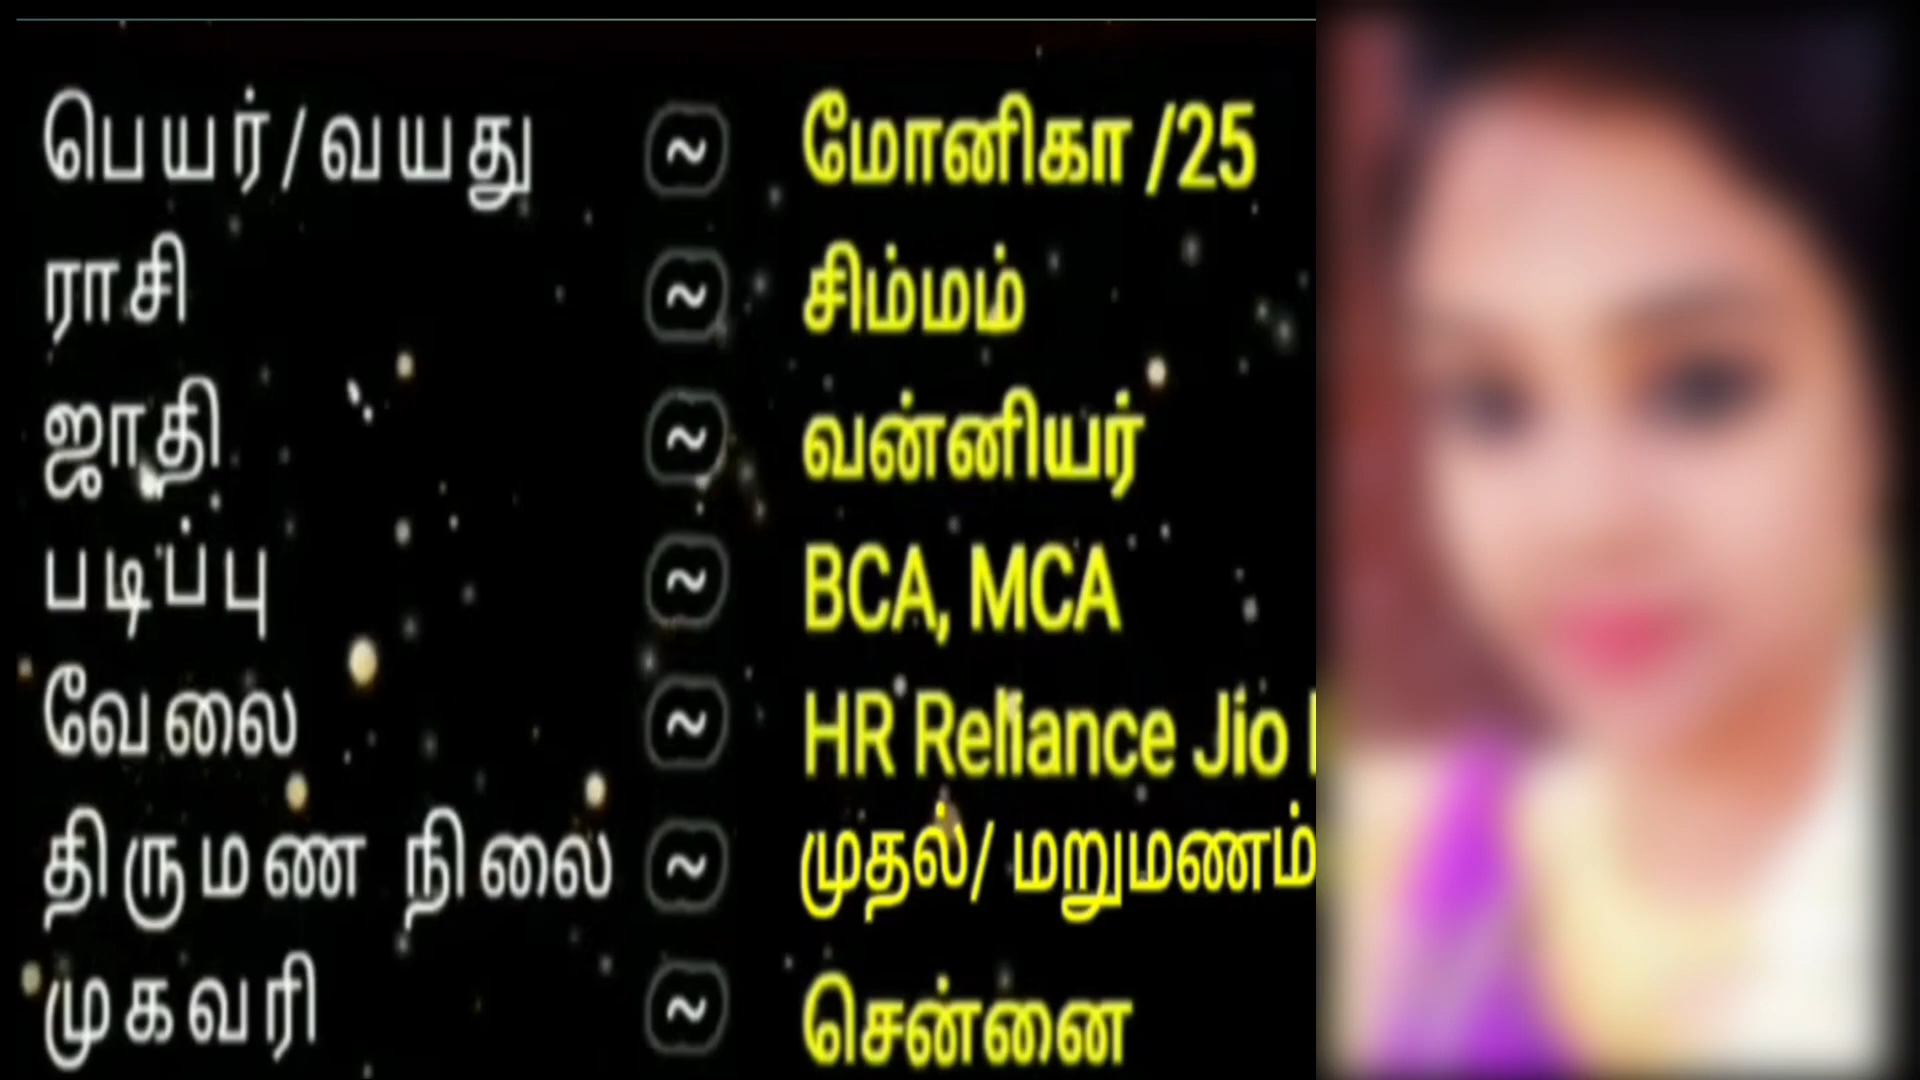 பெயர்/வயது ~ மோனிகா /25
ராசி ~ சிம்மம்
ஜாதி ~ வன்னியர்
படிப்பு ~ BCA, MCA
வேலை ~ HR Reliance Jio
திருமண நிலை ~ முதல்/ மறுமணம்
முகவரி ~ சென்னை